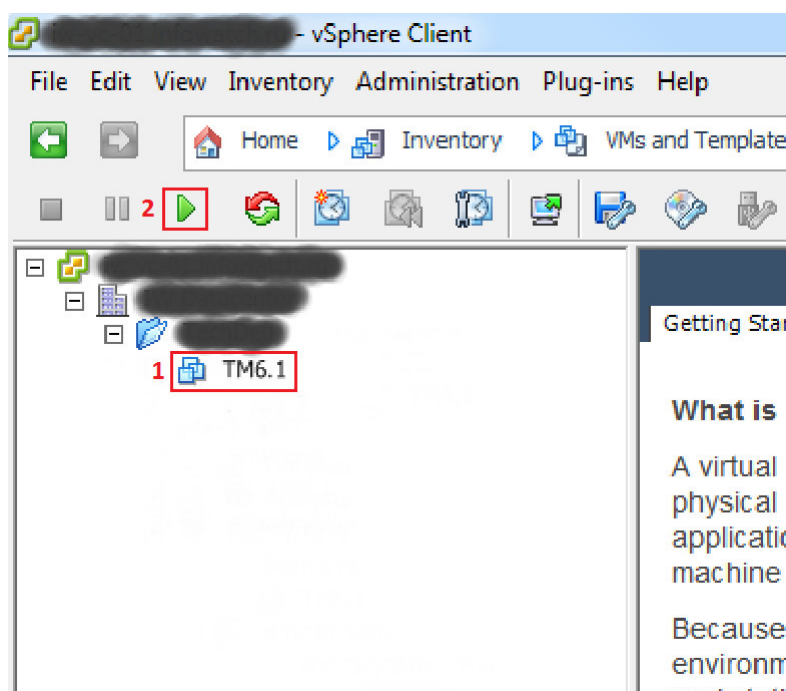 - vSphere Client
File Edit View Inventory Administration Plug-ins Help
Home Inventory VMs and Template
2
1 TM6.1
Getting Star
What is
A virtual
physical
applicatio
machine
Because
environm